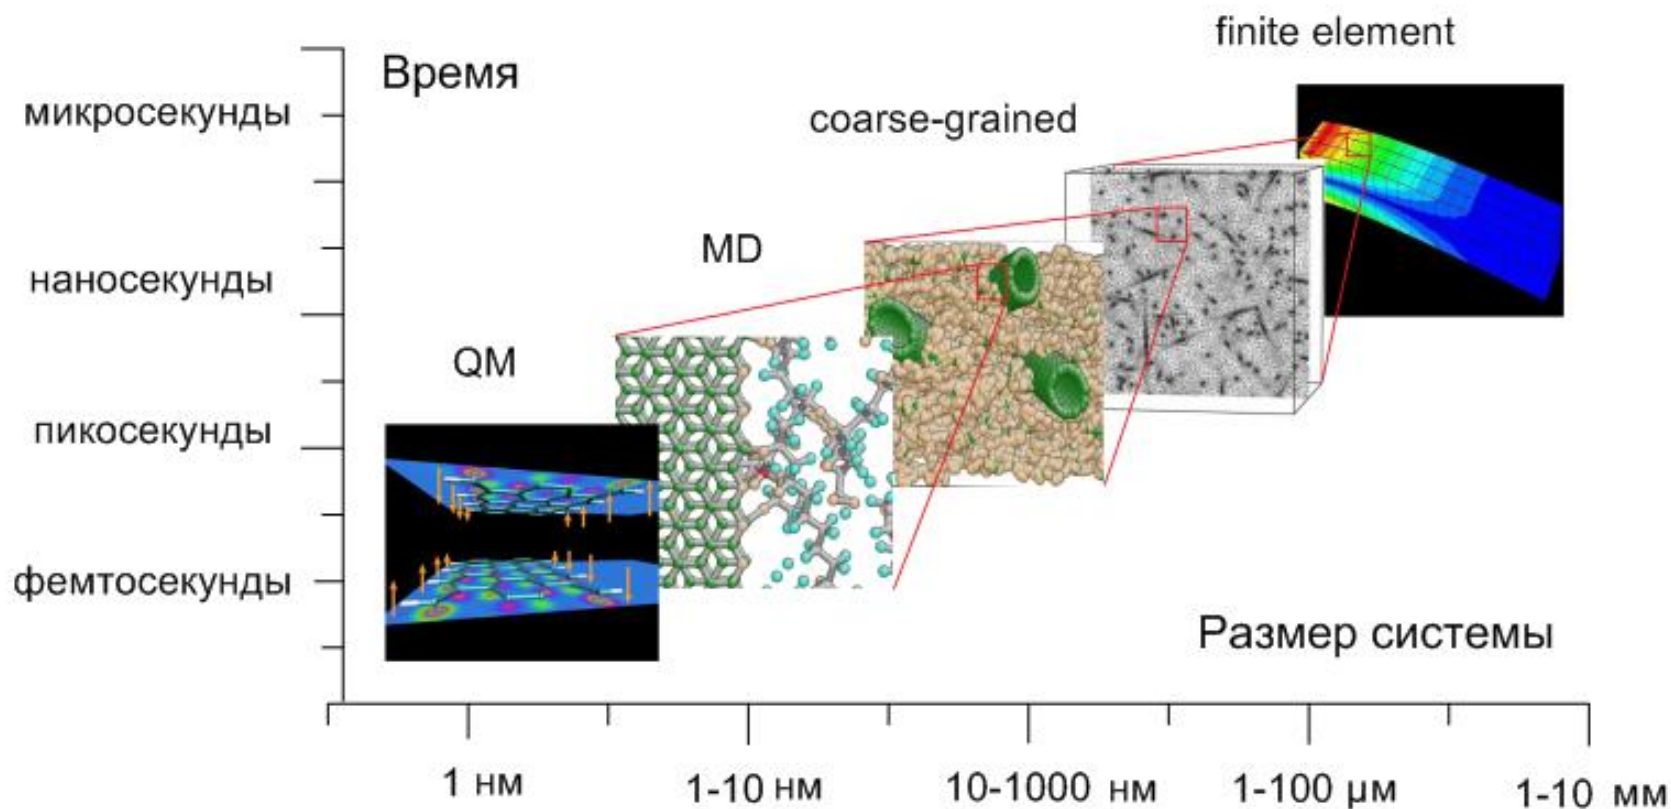 finite element
Время
микросекунды
coarse-grained
MD
наносекунды
QM
пикосекунды
фемтосекунды
Размер системы
1 нм
1-10 нм
10-1000 нм
1-100 μм
1-10 мм